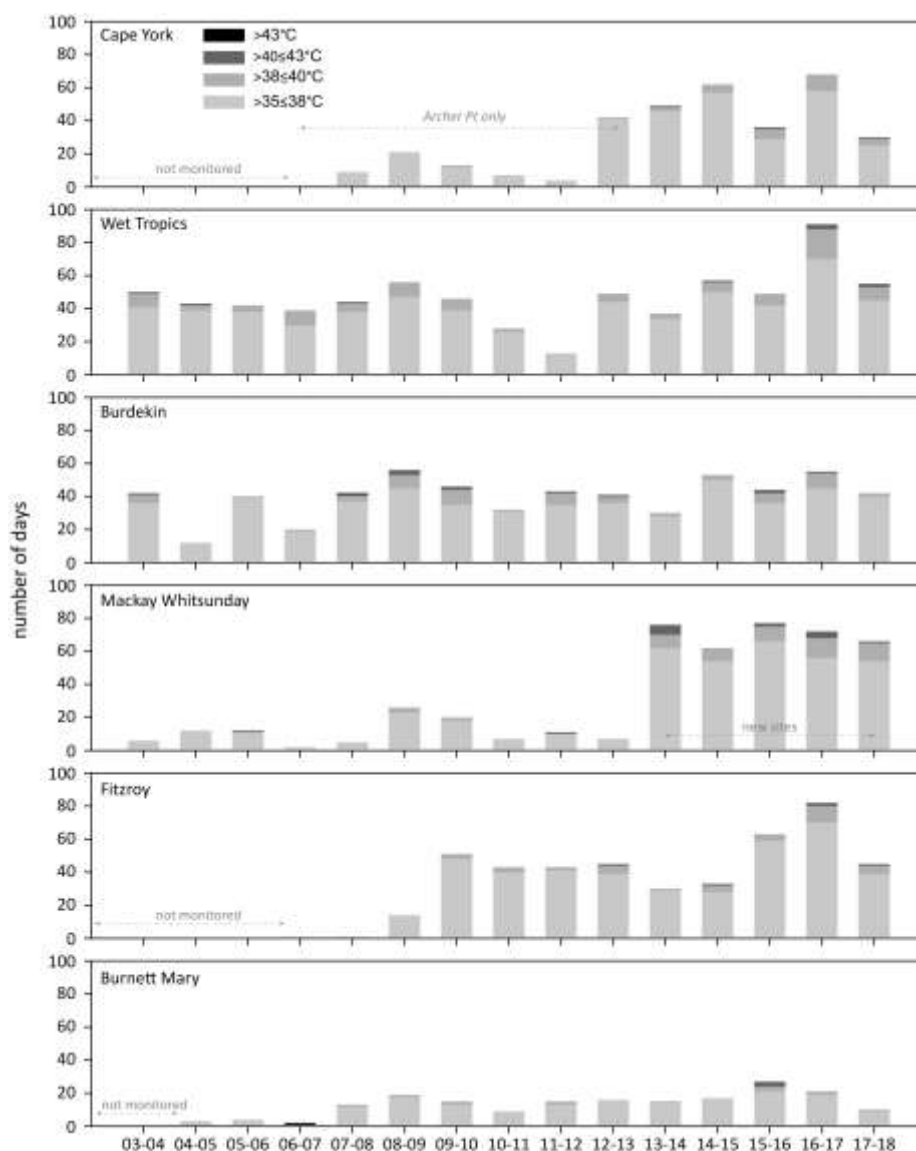 number of days
100
80
60
40
20
0
Cape York
>43°C
>40≤43°C
>38≤40°C
>35≤38°C
Archer Pt only
not monitored
100
80
60
40
20
0
Wet Tropics
100
80
60
40
20
0
Burdekin
100
80
60
40
20
0
Mackay Whitsunday
new sites
100
80
60
40
20
0
Fitzroy
not monitored
100
80
60
40
20
0
Burnett Mary
not monitored
03-04 04-05 05-06 06-07 07-08 08-09 09-10 10-11 11-12 12-13 13-14 14-15 15-16 16-17 17-18